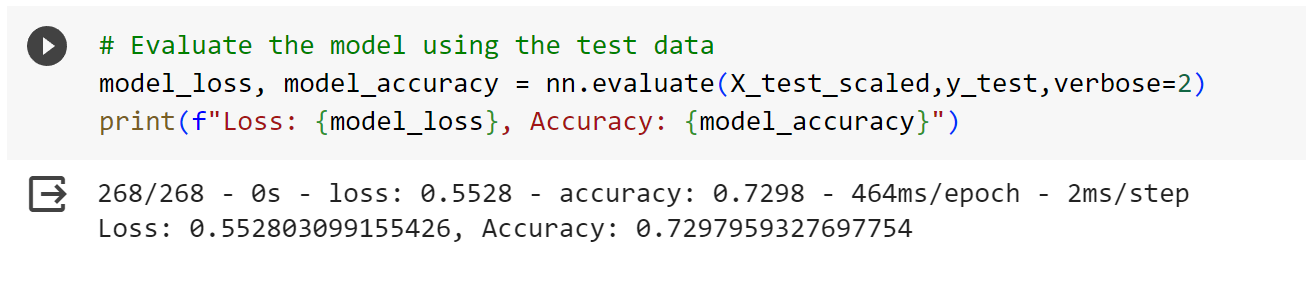 # Evaluate the model using the test data
model_loss, model_accuracy = nn.evaluate(X_test_scaled,y_test,verbose=2)
print(f"Loss: {model_loss}, Accuracy: {model_accuracy}")
268/268 - 0s - loss: 0.5528 - accuracy: 0.7298 - 464ms/epoch - 2ms/step
Loss: 0.552803099155426, Accuracy: 0.7297959327697754